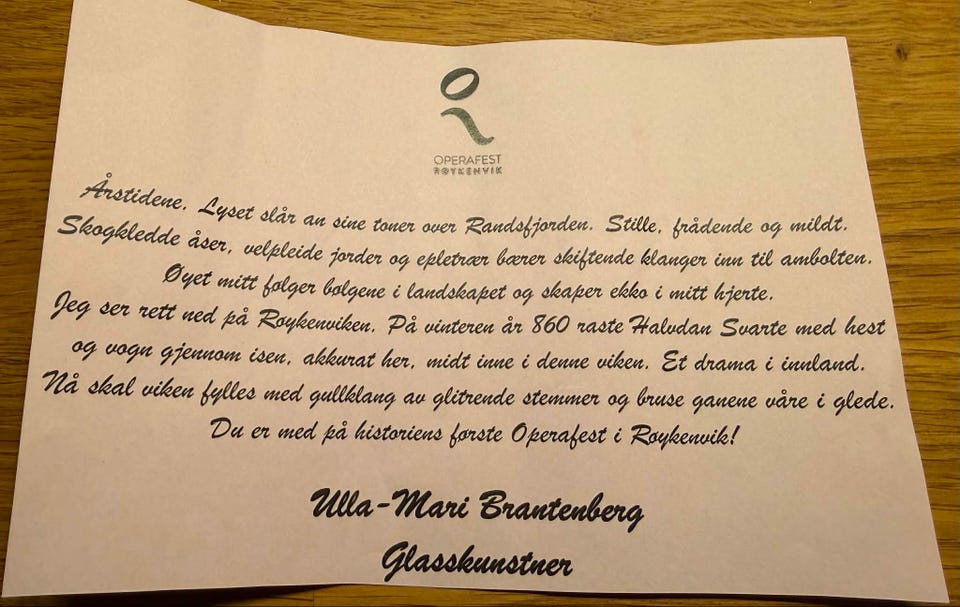 OPERAFEST
RØYKENVIK
Årstidene. Lyset slår an sine toner over Randsfjorden. Stille, frådende og mildt.
Skogkledde åser, velpleide jorder og epletrær bærer skiftende klanger inn til ambolten.
Øyet mitt følger bølgene i landskapet og skaper ekko i mitt hjerte.
Jeg ser rett ned på Røykenviken. På vinteren år 860 raste Halvdan Svarte med hest
og vogn gjennom isen, akkurat her, midt inne i denne viken. Et drama i innland.
Nå skal viken fylles med gullklang av glitrende stemmer og bruse ganene våre i glede.
Du er med på historiens første Operafest i Røykenvik!
Ulla-Mari Brantenberg
Glasskunstner